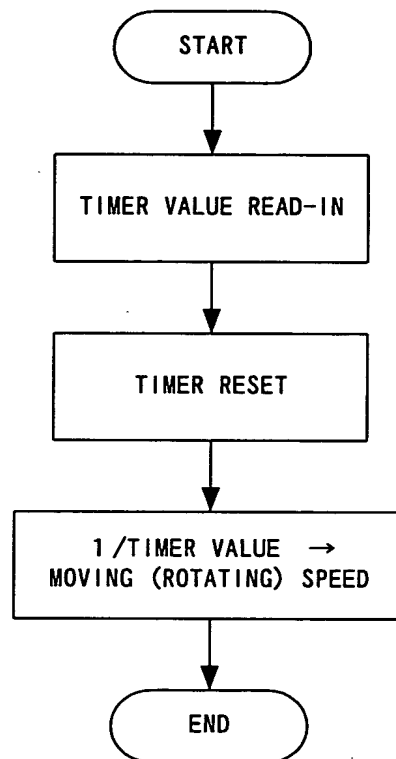 START
TIMER VALUE READ-IN
TIMER RESET
1/TIMER VALUE →
MOVING (ROTATING) SPEED
END